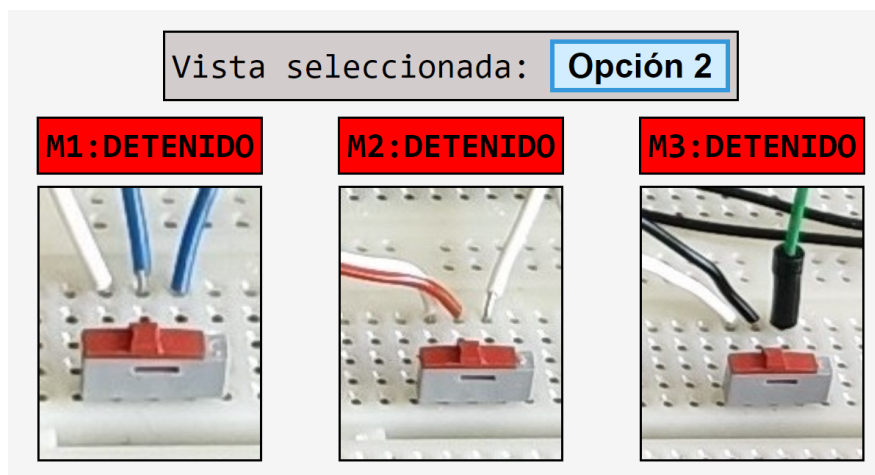 Vista seleccionada: Opción 2
M1:DETENIDO
M2:DETENIDO
M3:DETENIDO